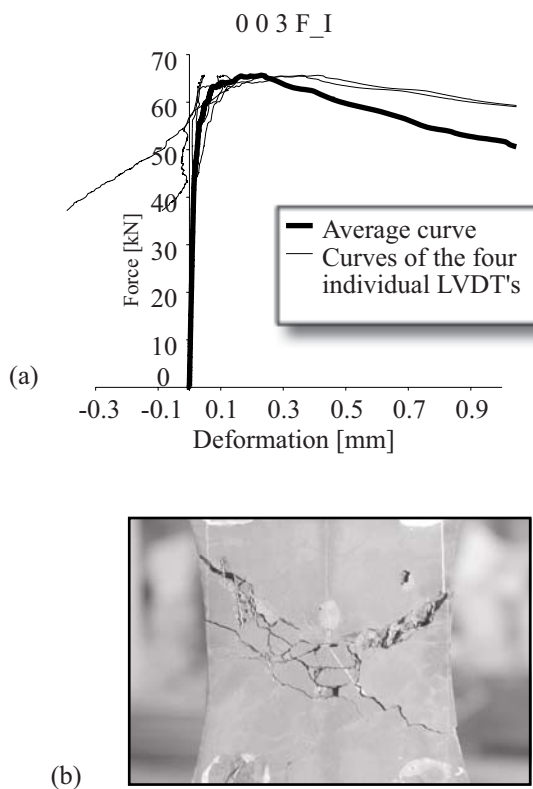 0 0 3 F_I
70
60
50
40
30
20
10
0
Force [kN]
Average curve
Curves of the four
individual LVDT's
(a)
-0.3 -0.1 0.1 0.3 0.5 0.7 0.9
Deformation [mm]
(b)